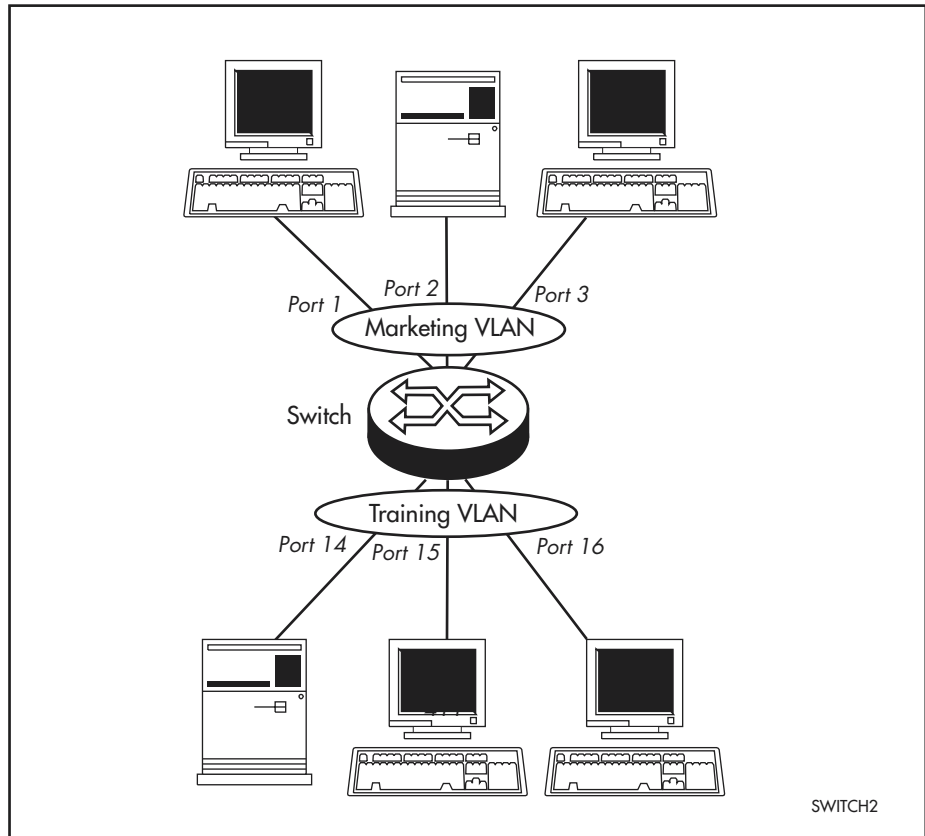 Port 1
Port 2
Port 3
Marketing VLAN
Switch
Training VLAN
Port 14
Port 15
Port 16
SWITCH2